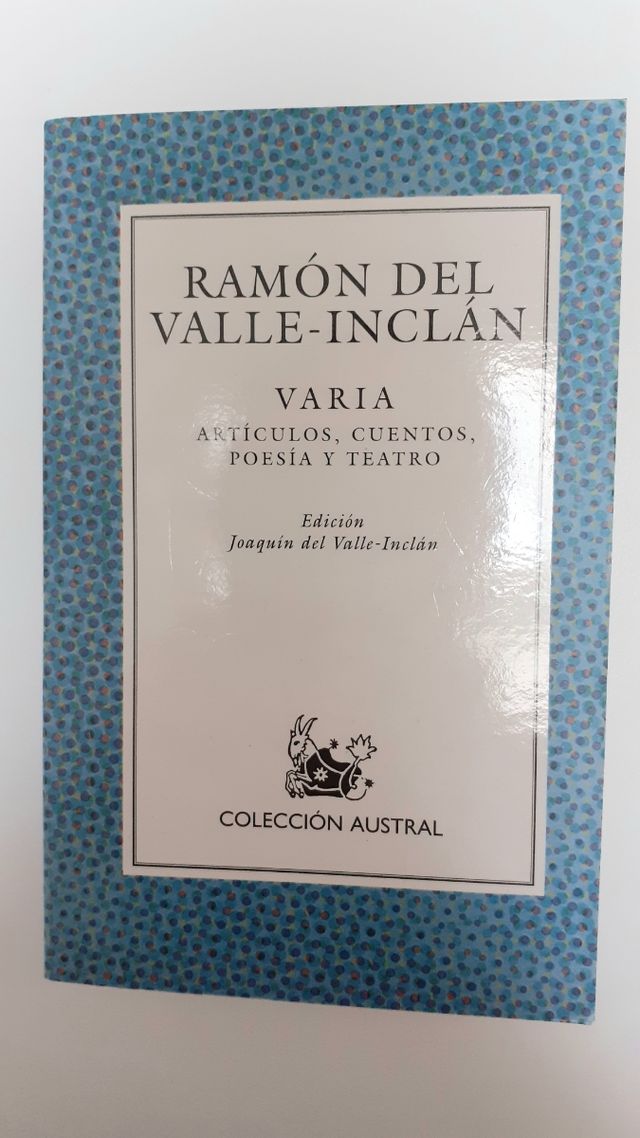 RAMÓN DEL
VALLE-INCLÁN
VARIA
ARTÍCULOS, CUENTOS,
POESÍA Y TEATRO
Edición
Joaquín del Valle-Inclán
COLECCIÓN AUSTRAL